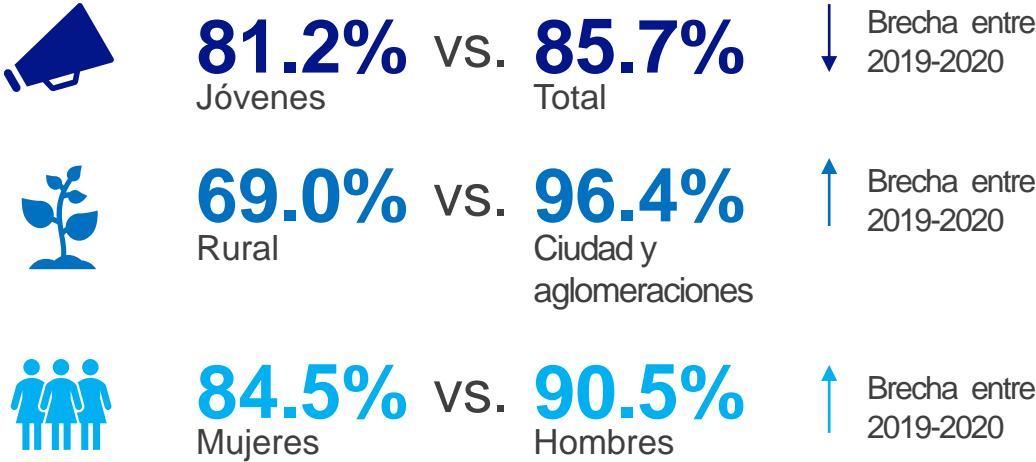 81.2% vs. 85.7%
Jóvenes
Total
Brecha entre
2019-2020
69.0% vs. 96.4%
Rural
Ciudad y
aglomeraciones
Brecha entre
2019-2020
84.5% vs. 90.5%
Mujeres
Hombres
Brecha entre
2019-2020